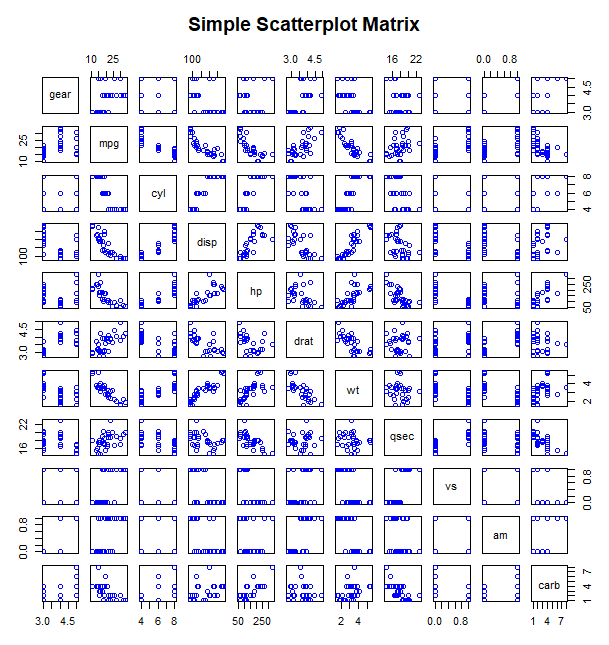 Simple Scatterplot Matrix
10 25 100 3.0 4.5 16 22 0.0 0.8
gear 3.0 4.5
10 25 mpg
cyl 4 6 8
100 disp
hp 50 250
3.0 4.5 drat
wt 2 4
16 22 qsec
vs 0.0 0.8
0.0 0.8 am
carb 1 4 7
3.0 4.5 4 6 8 50 250 2 4 0.0 0.8 1 4 7